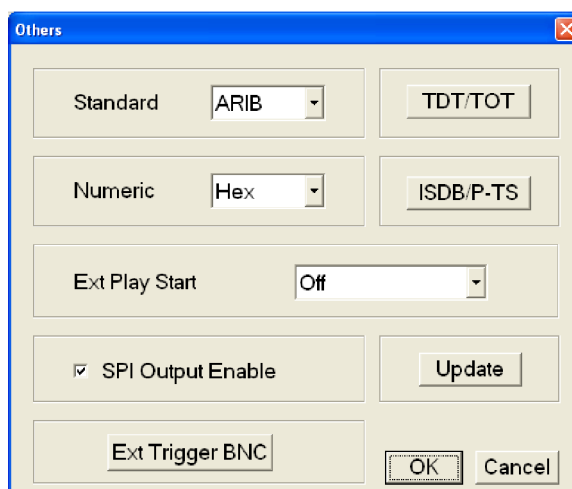 Others
Standard ARIB TDT/TOT
Numeric Hex ISDB/P-TS
Ext Play Start Off
SPI Output Enable Update
Ext Trigger BNC OK Cancel